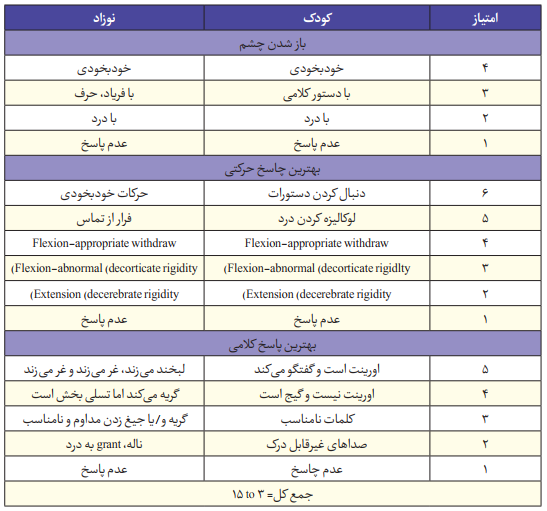 امتیاز کودک نوزاد
باز شدن چشم
۴ خودبخودی خودبخودی
۳ با دستور کلامی با فریاد، حرف
۲ با درد با درد
۱ عدم پاسخ عدم پاسخ
بهترین چاسخ حرکتی
۶ دنبال کردن دستورات حرکات خودبخودی
۵ لوکالیزه کردن درد فرار از تماس
۴ Flexion-appropriate withdraw Flexion-appropriate withdraw
۳ (Flexion-abnormal (decorticate rigidlty (Flexion-abnormal (decorticate rigidity
۲ (Extension (decerebrate rigidity (Extension (decerebrate rigidity
۱ عدم پاسخ عدم پاسخ
بهترین پاسخ کلامی
۵ اورینت است و گفتگو می‌کند لبخند می‌زند، غر می‌زند و غر می‌زند
۴ اورینت نیست و گیج است گریه می‌کند اما تسلی بخش است
۳ کلمات نامناسب گریه و/یا جیغ زدن مداوم و نامناسب
۲ صداهای غیرقابل درک ناله، grant به درد
۱ عدم چاسخ عدم پاسخ
جمع کل= ۳ to ۱۵